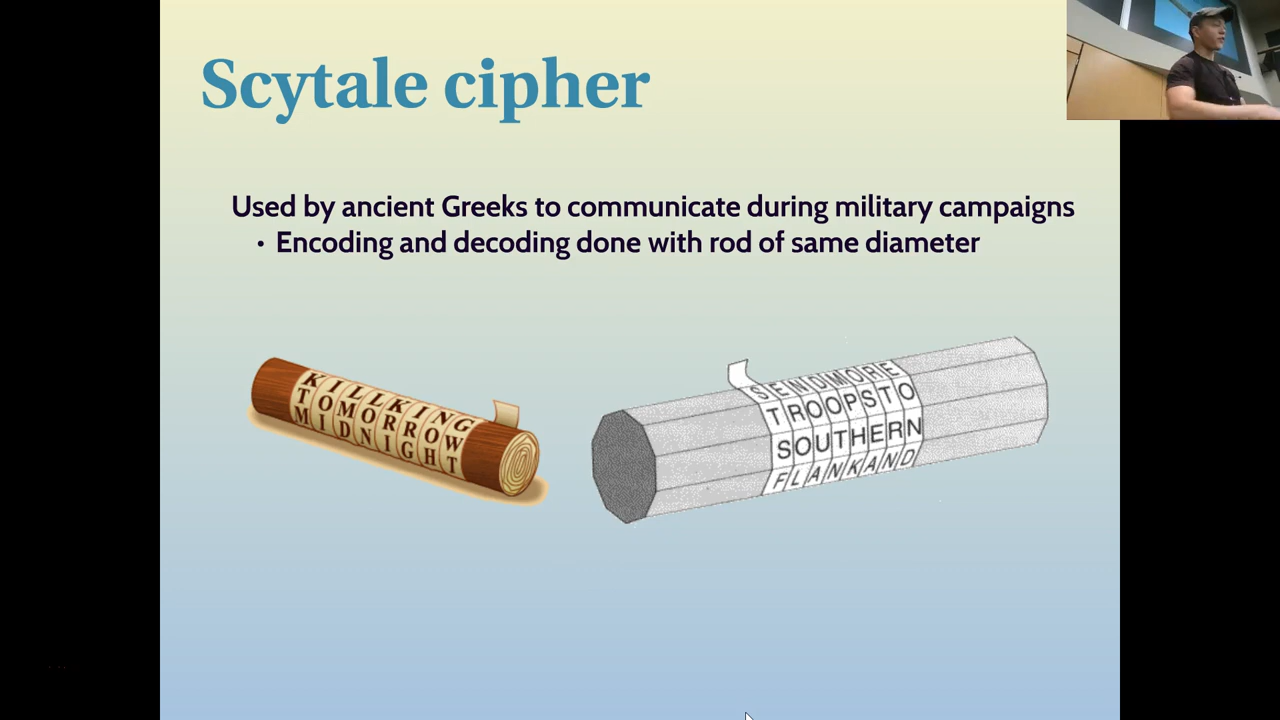 Scytale cipher
Used by ancient Greeks to communicate during military campaigns
• Encoding and decoding done with rod of same diameter
KILLKING
TOMORROW
MIDNIGHT
SENDMORE
TROOPSTO
SOUTHERN
FLANKAND